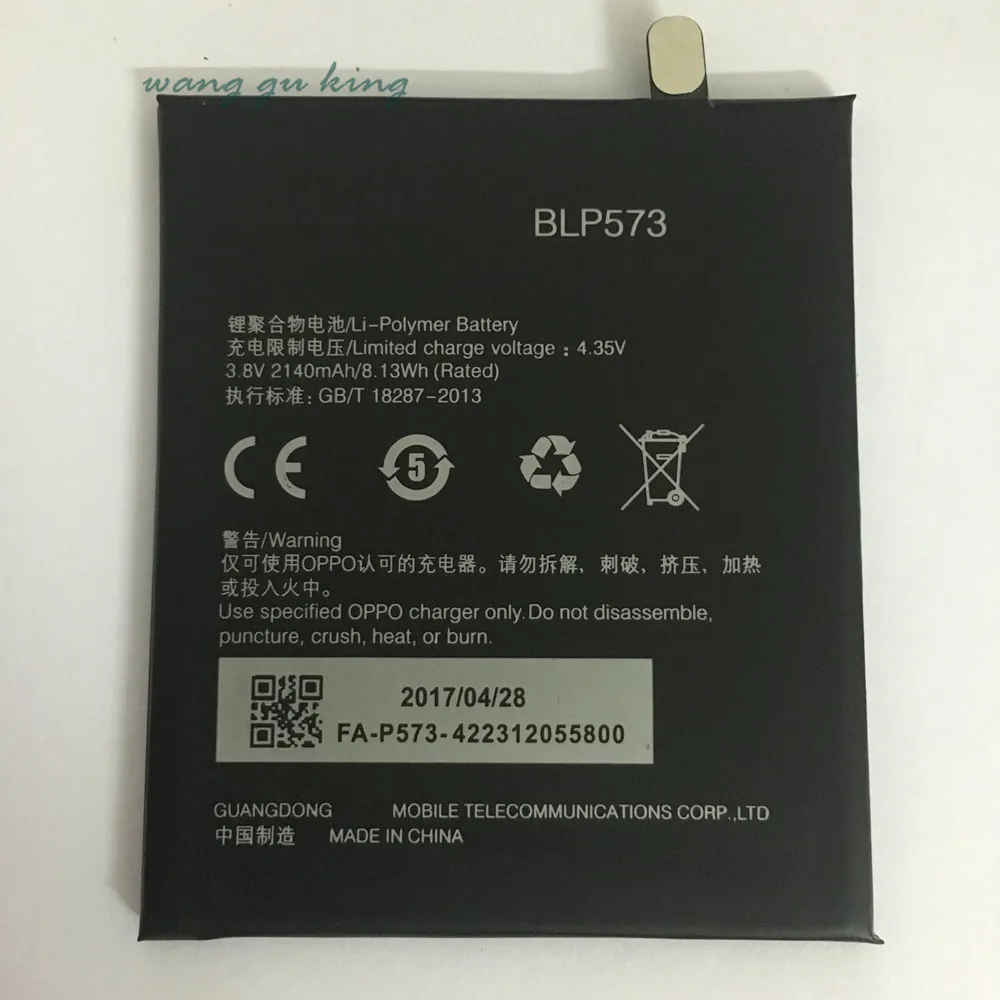 wang gu king
BLP573
锂聚合物电池/Li-Polymer Battery
充电限制电压/Limited charge voltage : 4.35V
3.8V 2140mAh/8.13Wh (Rated)
执行标准: GB/T 18287-2013
CE 5
警告/Warning
仅可使用OPPO认可的充电器。请勿拆解, 刺破, 挤压, 加热
或投入火中。
Use specified OPPO charger only. Do not disassemble,
puncture, crush, heat, or burn.
2017/04/28
FA-P573-422312055800
GUANGDONG MOBILE TELECOMMUNICATIONS CORP.,LTD
中国制造 MADE IN CHINA